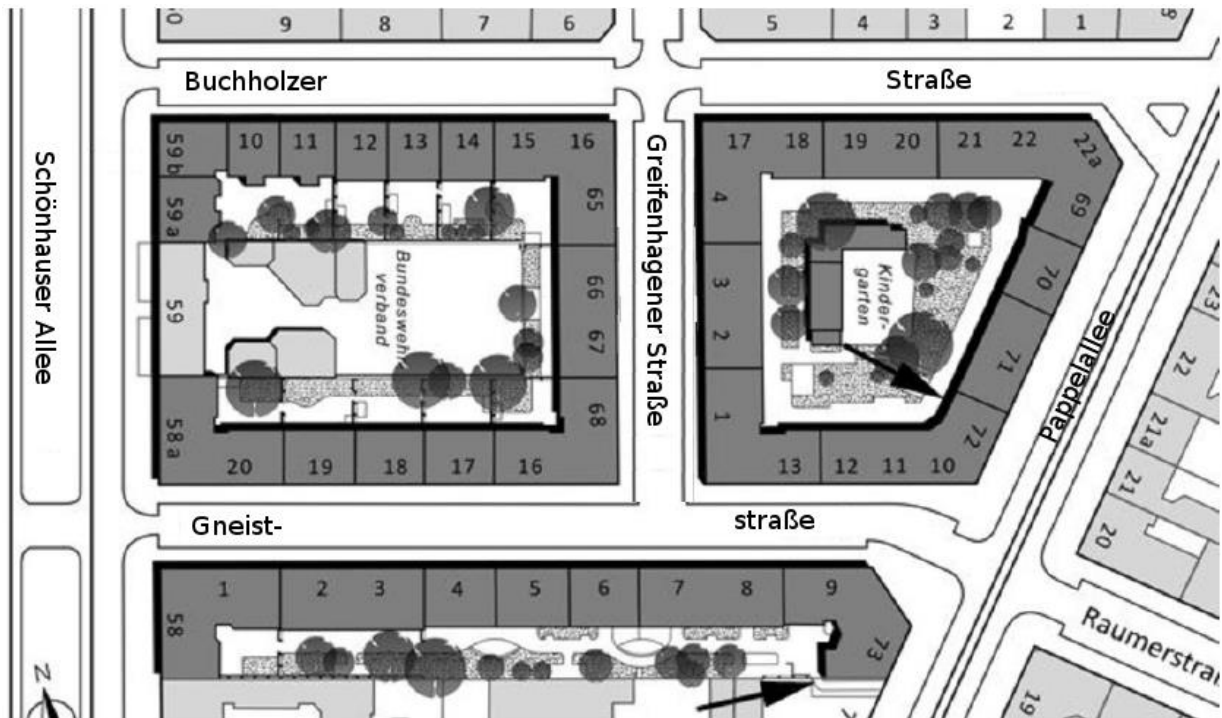 9 8 7 6 5 4 3 2 1
Buchholzer Straße
59b 10 11 12 13 14 15 16
59a 65
59 66
67
58a 68
20 19 18 17 16
Bundeswehr
verband
Schönhauser Allee
Greifenhagener Straße
17 18 19 20 21 22 22a
4 69
3 70
2 71
1 72
13 12 11 10
Kinder-
garten
Pappelallee
23
22
21a
21
20
Gneist- straße
1 2 3 4 5 6 7 8 9
58 73
Raumerstra
19
N